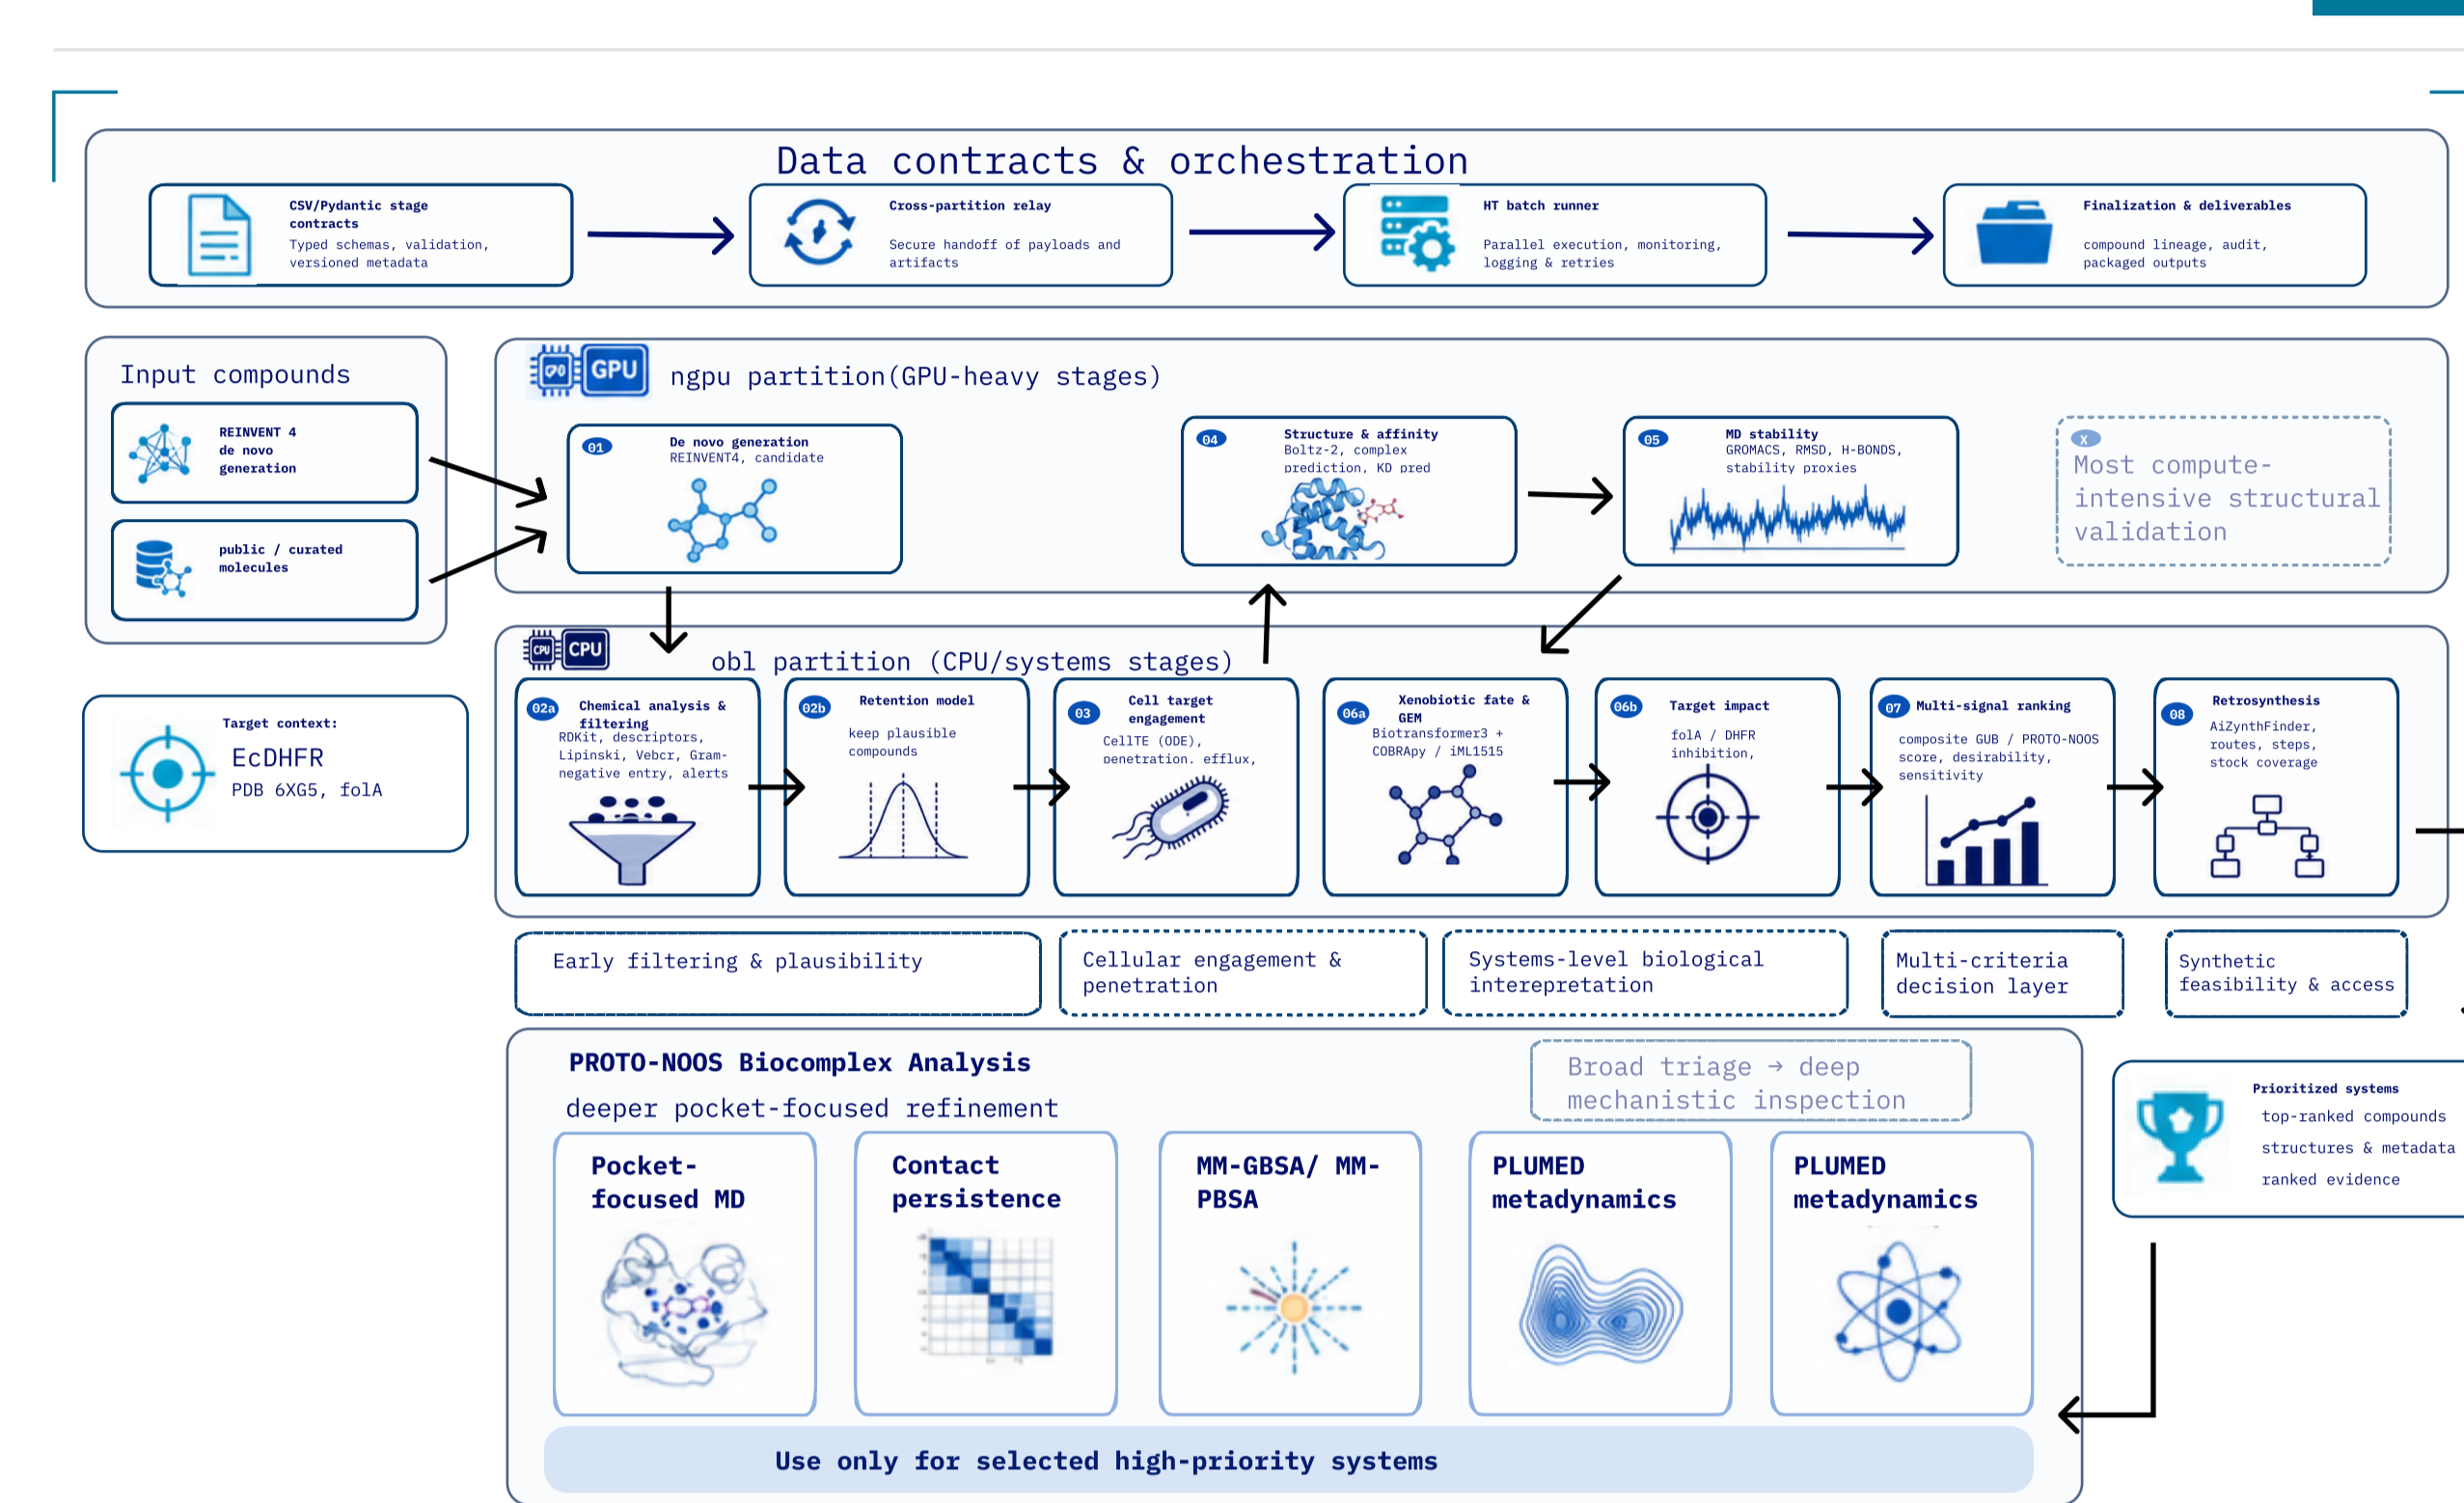 Data contracts & orchestration
CSV/Pydantic stage
contracts
Typed schemas, validation,
versioned metadata
Cross-partition relay
Secure handoff of payloads and
artifacts
HT batch runner
Parallel execution, monitoring,
logging & retries
Finalization & deliverables
compound lineage, audit,
packaged outputs
Input compounds
REINVENT 4
de novo
generation
public / curated
molecules
Target context:
EcDHFR
PDB 6XG5, folA
GPU
ngpu partition(GPU-heavy stages)
01
De novo generation
REINVENT4, candidate
04
Structure & affinity
Boltz-2, complex
prediction, KD pred
05
MD stability
GROMACS, RMSD, H-BONDS,
stability proxies
X
Most compute-
intensive structural
validation
CPU
CPU
obl partition (CPU/systems stages)
02a
Chemical analysis &
filtering
RDKit, descriptors,
Lipinski, Vebcr, Gram-
negative entry, alerts
02b
Retention model
keep plausible
compounds
03
Cell target
engagement
CellTE (ODE),
penetration, efflux,
06a
Xenobiotic fate &
GEM
Biotransformer3 +
COBRApy / iML1515
06b
Target impact
folA / DHFR
inhibition,
07
Multi-signal ranking
composite GUB / PROTO-NOOS
score, desirability,
sensitivity
08
Retrosynthesis
AiZynthFinder,
routes, steps,
stock coverage
Early filtering & plausibility
Cellular engagement &
penetration
Systems-level biological
interepretation
Multi-criteria
decision layer
Synthetic
feasibility & access
PROTO-NOOS Biocomplex Analysis
deeper pocket-focused refinement
Broad triage → deep
mechanistic inspection
Pocket-
focused MD
Contact
persistence
MM-GBSA/ MM-
PBSA
PLUMED
metadynamics
PLUMED
metadynamics
Use only for selected high-priority systems
Prioritized systems
top-ranked compounds
structures & metadata
ranked evidence